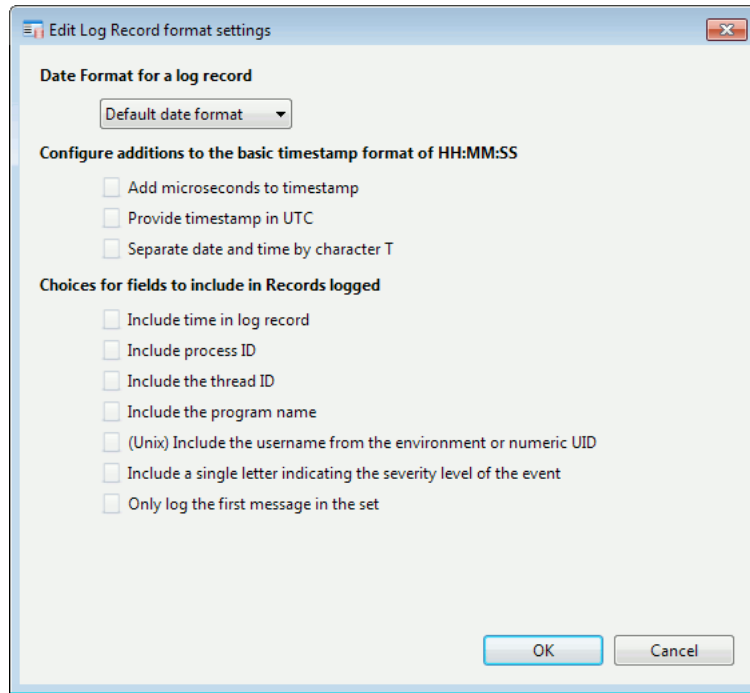 Edit Log Record format settings
Date Format for a log record
Default date format
Configure additions to the basic timestamp format of HH:MM:SS
Add microseconds to timestamp
Provide timestamp in UTC
Separate date and time by character T
Choices for fields to include in Records logged
Include time in log record
Include process ID
Include the thread ID
Include the program name
(Unix) Include the username from the environment or numeric UID
Include a single letter indicating the severity level of the event
Only log the first message in the set
OK Cancel